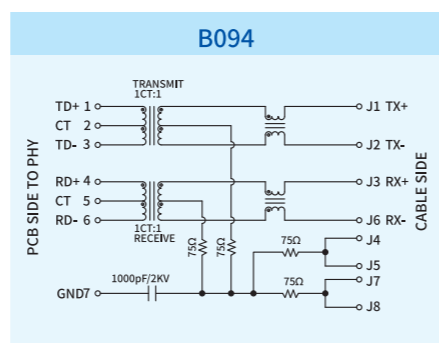 B094
TRANSMIT
1CT:1
TD+ 1
J1 TX+
CT 2
TD- 3
J2 TX-
RD+ 4
J3 RX+
CT 5
RD- 6
J6 RX-
1CT:1
RECEIVE
PCB SIDE TO PHY
CABLE SIDE
75Ω
75Ω
75Ω
J4
J5
1000pF/2KV
75Ω
J7
GND7
J8